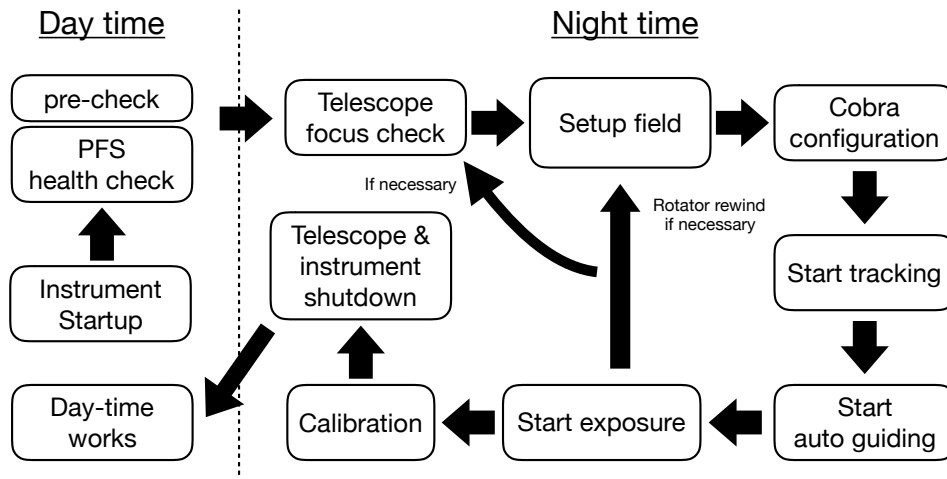 Day time
Night time
pre-check
PFS
health check
Instrument
Startup
Day-time
works
Telescope
focus check
Setup field
Cobra
configuration
If necessary
Rotator rewind
if necessary
Telescope &
instrument
shutdown
Start tracking
Calibration
Start exposure
Start
auto guiding